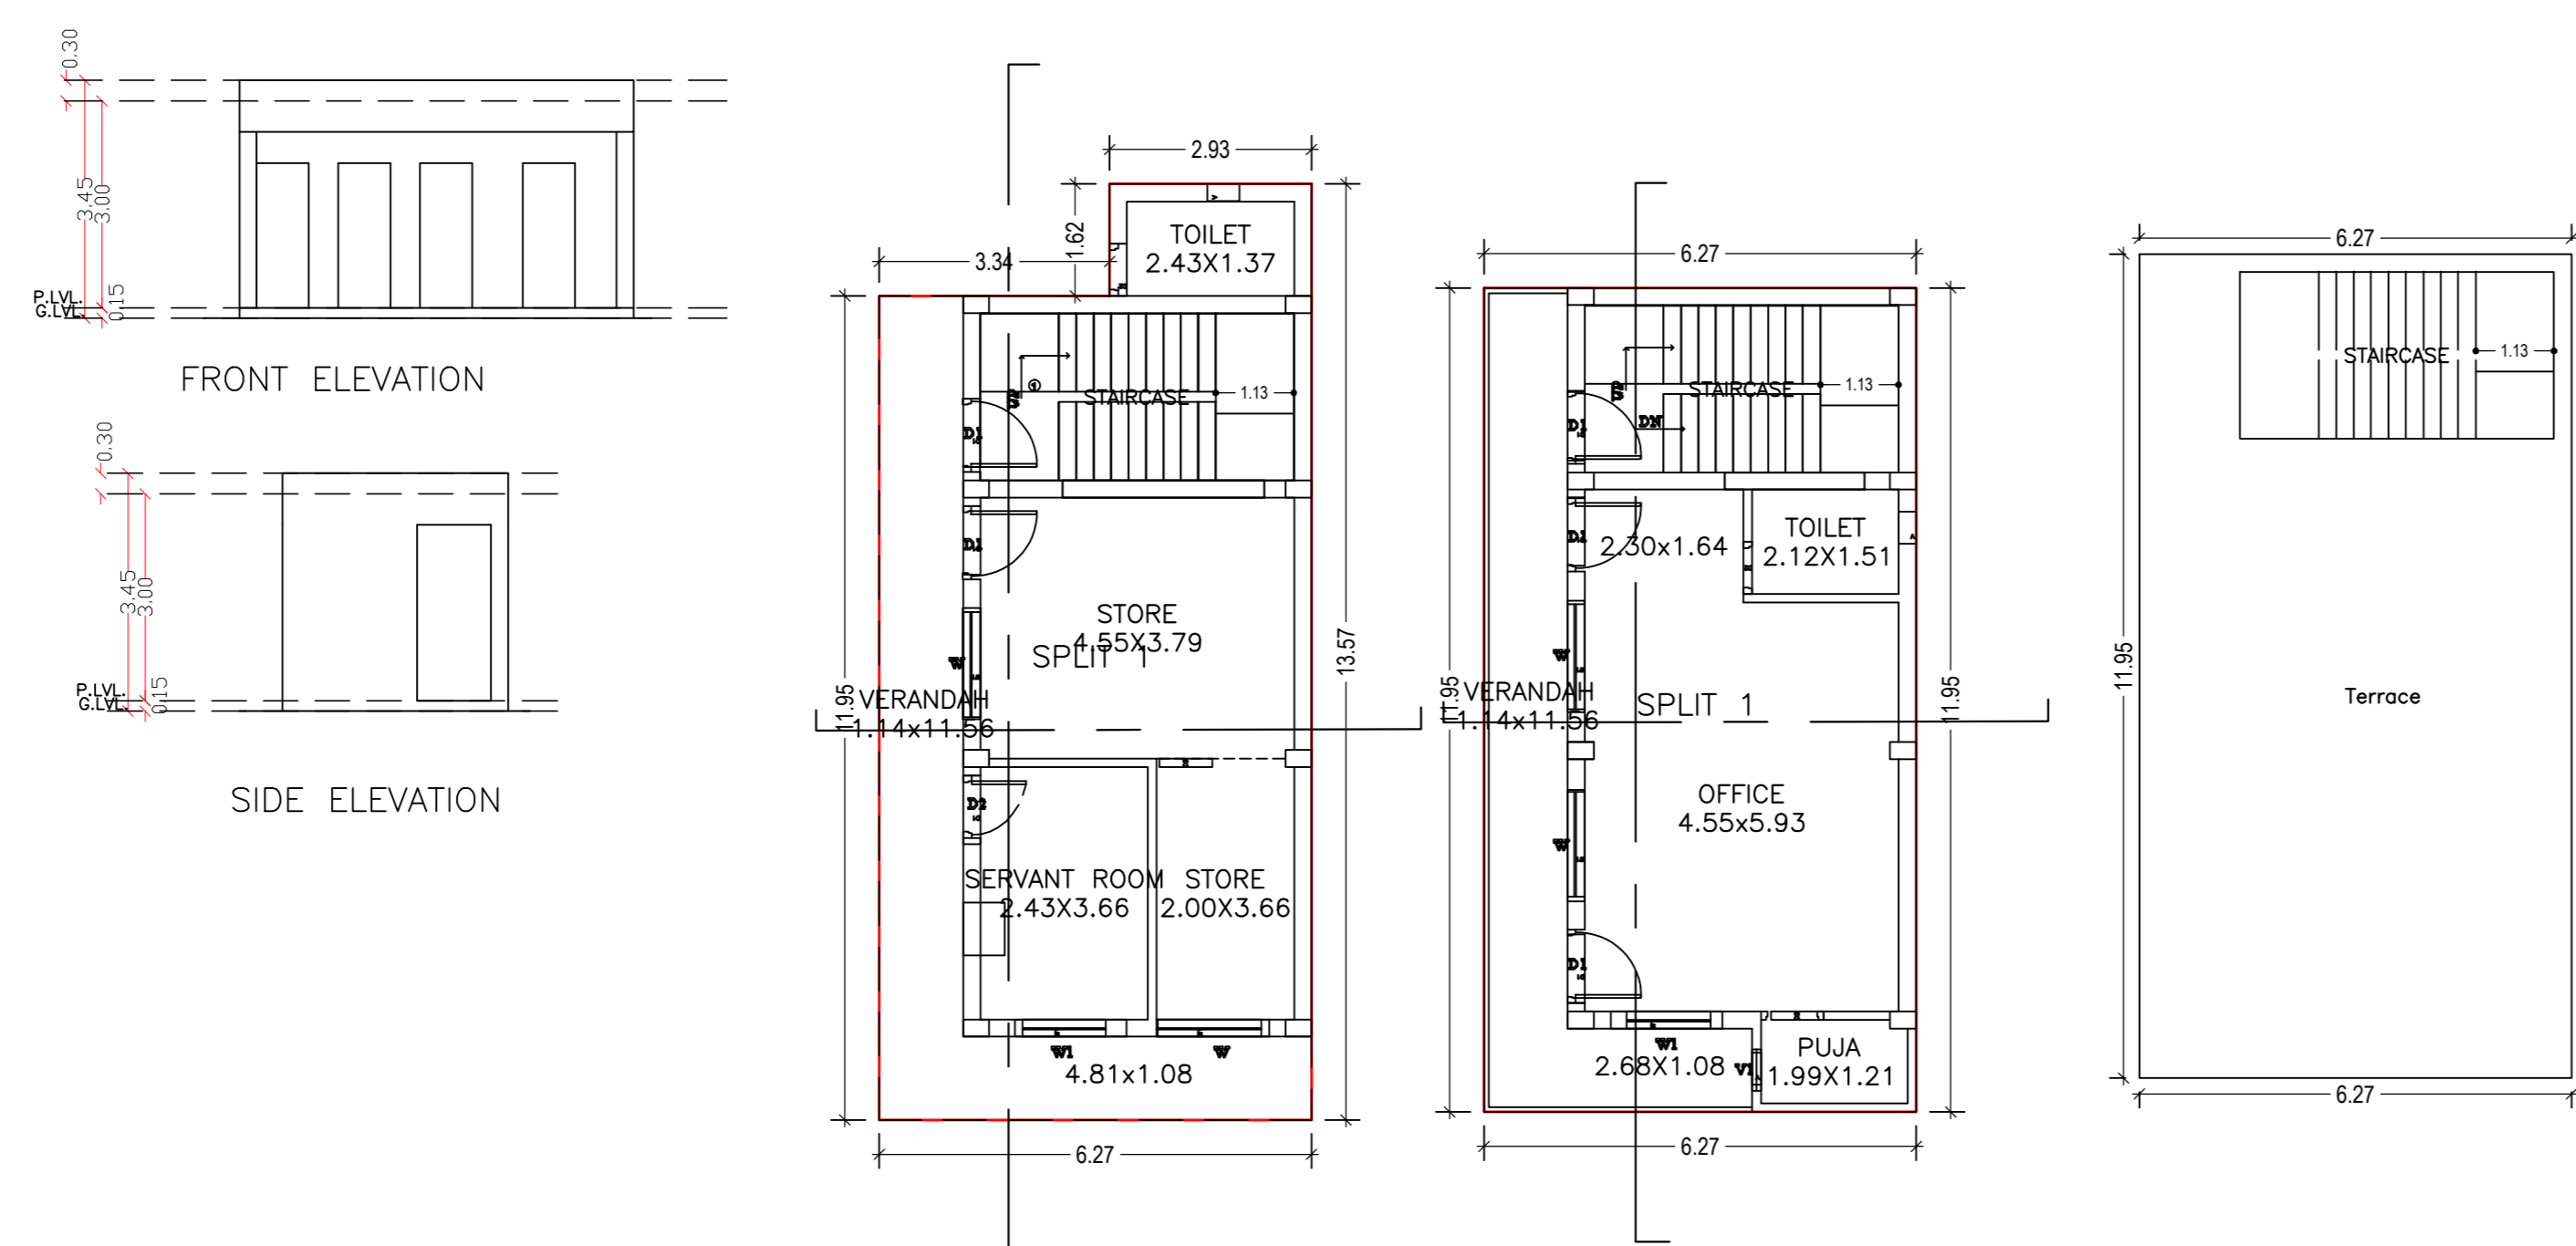 0.30
3.45
3.00
P.LVL.
G.LVL.
0.15
FRONT ELEVATION
0.30
3.45
3.00
P.LVL.
G.LVL.
0.15
SIDE ELEVATION
2.93
1.62
3.34
TOILET
2.43X1.37
UP
1
STAIRCASE
1.13
D1
D1
STORE
4.55X3.79
SPLIT 1
W
13.57
11.95
VERANDAH
1.14x11.56
D2
SERVANT ROOM
2.43X3.66
STORE
2.00X3.66
W1
W
4.81x1.08
6.27
6.27
UP
STAIRCASE
1.13
DN
D1
D1
2.30x1.64
TOILET
2.12X1.51
W
11.95
VERANDAH
1.14x11.56
SPLIT 1
11.95
OFFICE
4.55x5.93
W
D1
W1
2.68X1.08
V1
PUJA
1.99X1.21
6.27
6.27
STAIRCASE
1.13
11.95
Terrace
6.27